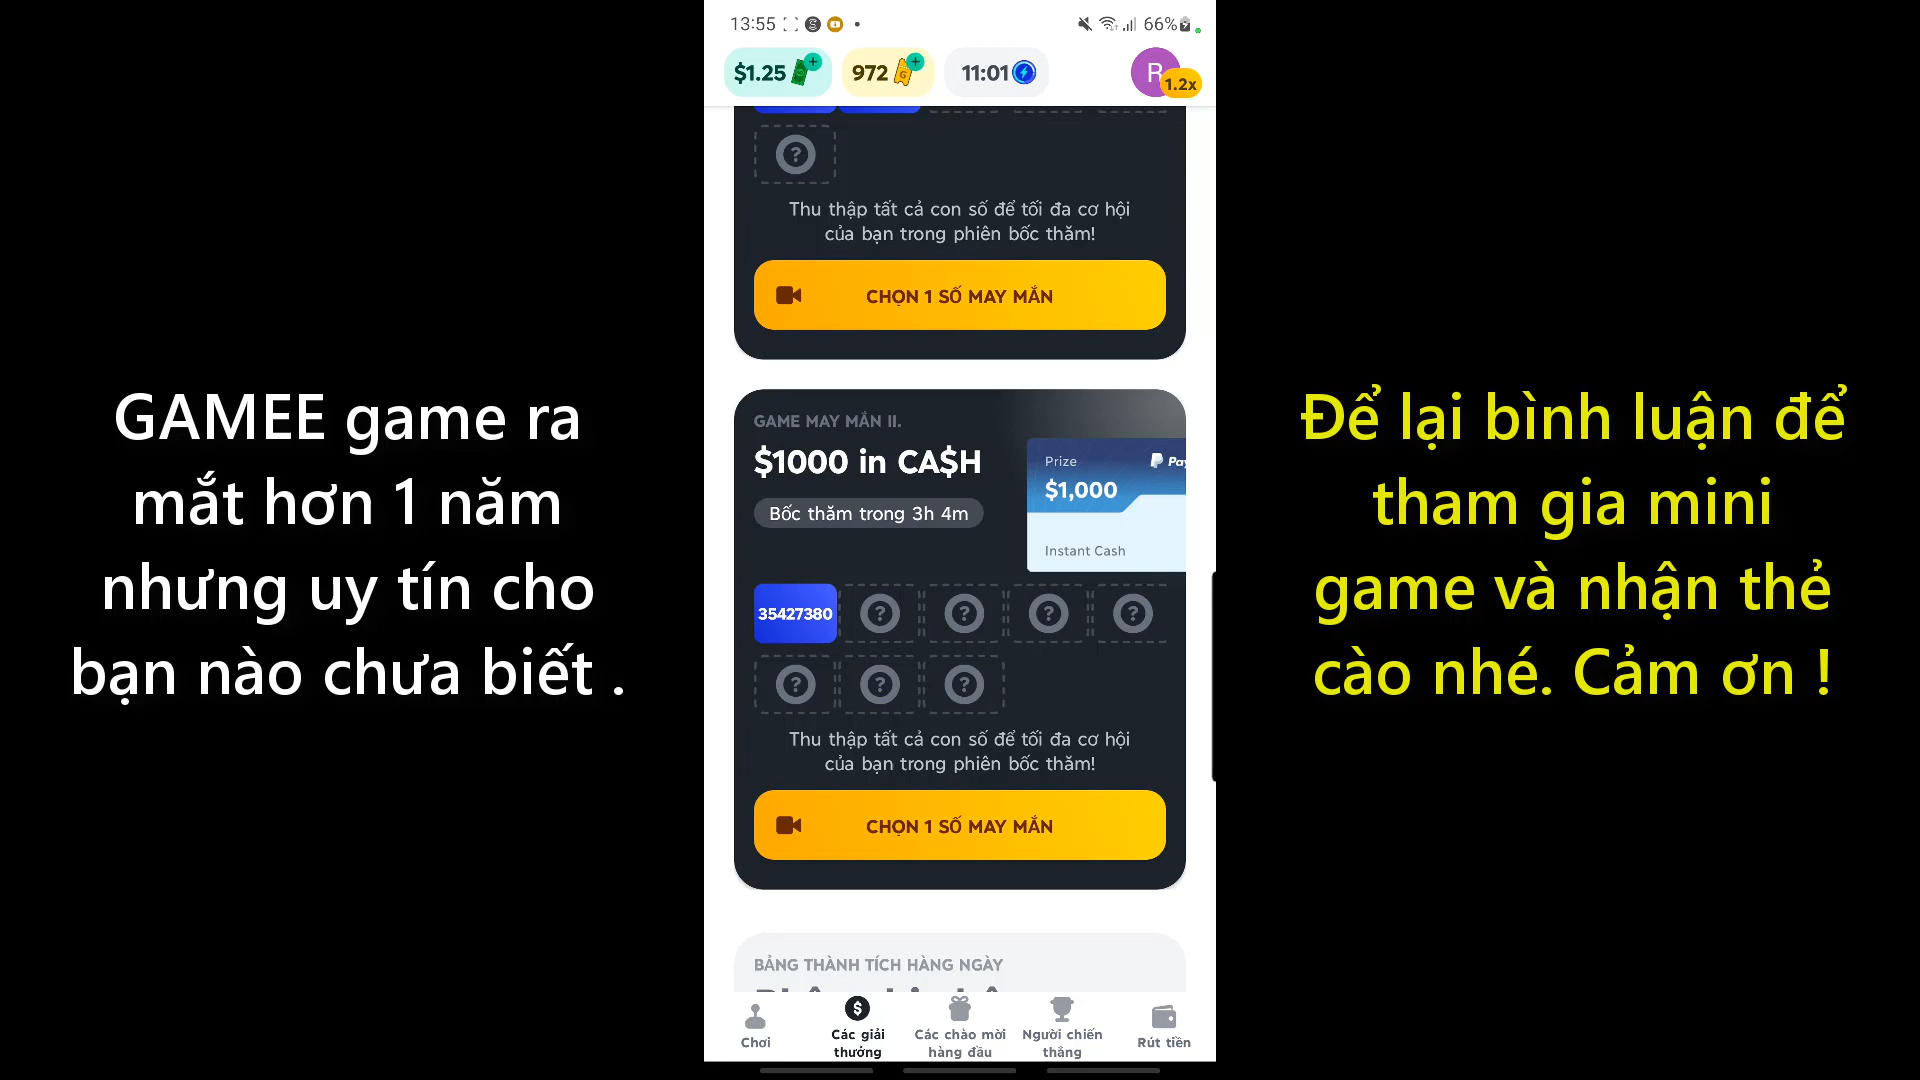 GAMEE game ra
mắt hơn 1 năm
nhưng uy tín cho
bạn nào chưa biết .
13:55
66%
$1.25
972
11:01
R
1.2x
Thu thập tất cả con số để tối đa cơ hội
của bạn trong phiên bốc thăm!
CHỌN 1 SỐ MAY MẮN
GAME MAY MẮN II.
$1000 in CA$H
Bốc thăm trong 3h 4m
Prize
$1,000
Instant Cash
35427380
Thu thập tất cả con số để tối đa cơ hội
của bạn trong phiên bốc thăm!
CHỌN 1 SỐ MAY MẮN
BẢNG THÀNH TÍCH HÀNG NGÀY
Chơi
Các giải
thưởng
Các chào mời
hàng đầu
Người chiến
thắng
Rút tiền
Để lại bình luận để
tham gia mini
game và nhận thẻ
cào nhé. Cảm ơn !